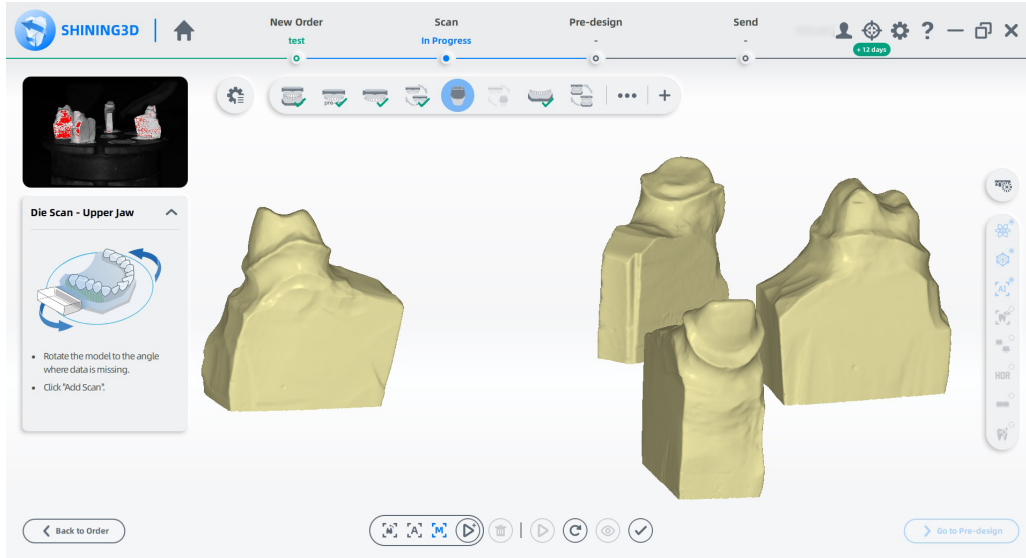 SHINING3D
New Order
test
Scan
In Progress
Pre-design
-
Send
-
+ 12 days
pre-
Die Scan - Upper Jaw
• Rotate the model to the angle
where data is missing.
• Click "Add Scan".
AI
HDR
Back to Order
A
M
Go to Pre-design